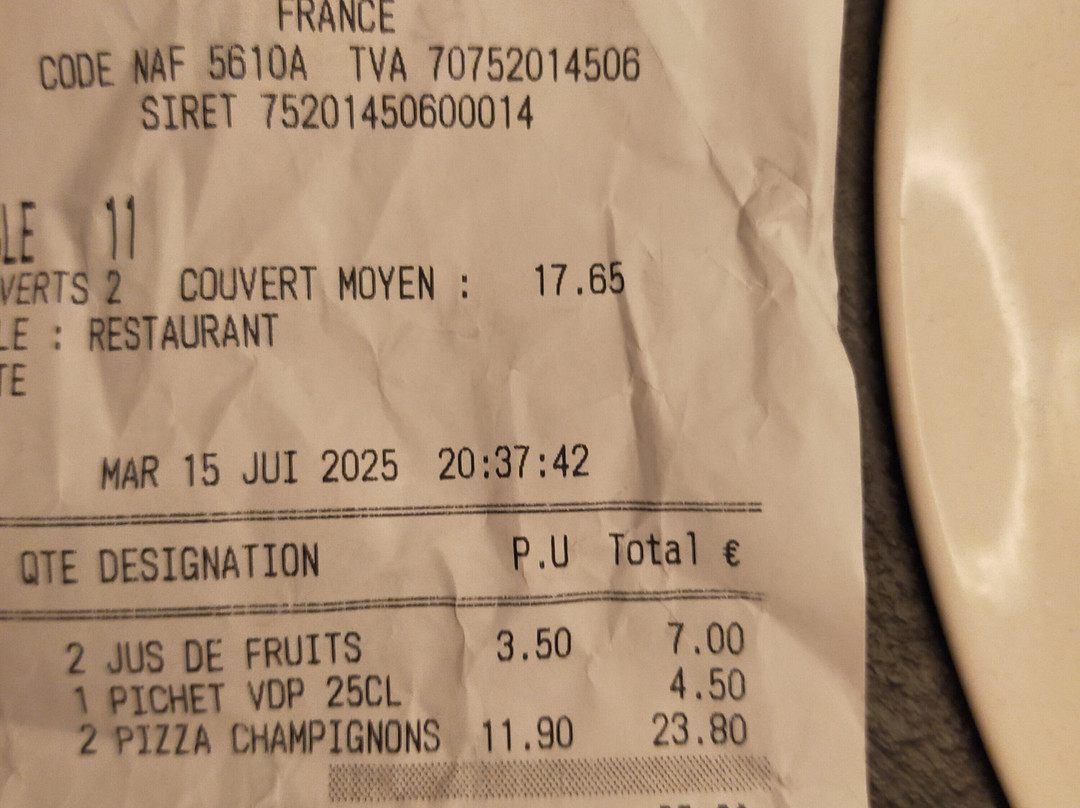 FRANCE
CODE NAF 5610A TVA 70752014506
SIRET 75201450600014
LE 11
VERTS 2 COUVERT MOYEN : 17.65
LE : RESTAURANT
TE
MAR 15 JUI 2025 20:37:42
QTE DESIGNATION P.U Total €
2 JUS DE FRUITS 3.50 7.00
1 PICHET VDP 25CL 4.50
2 PIZZA CHAMPIGNONS 11.90 23.80